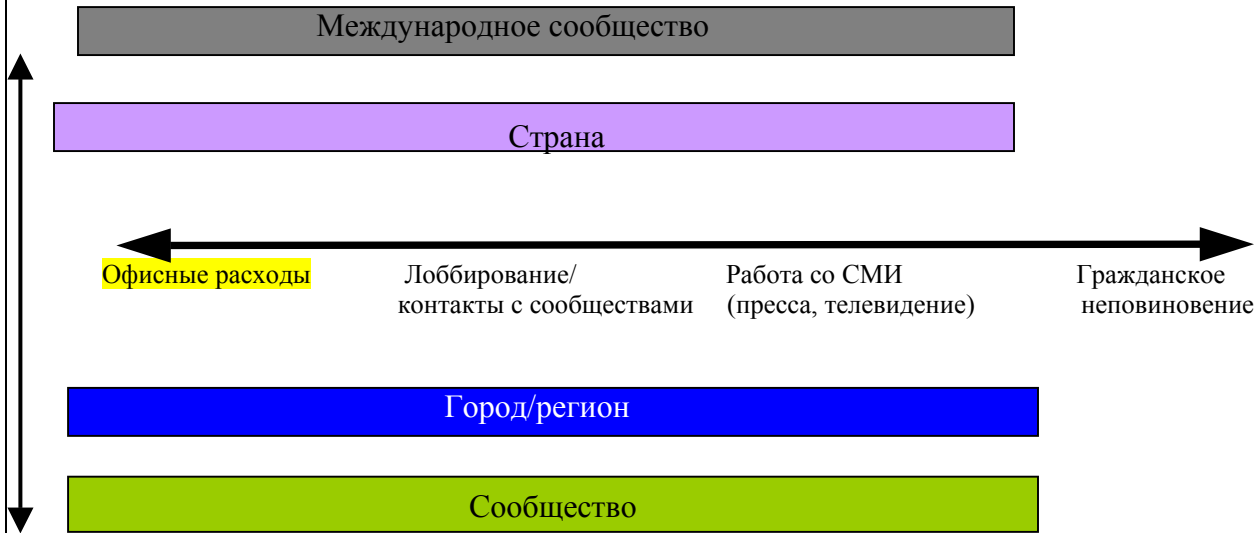 Международное сообщество
Страна
Офисные расходы Лоббирование/ Работа со СМИ Гражданское
контакты с сообществами (пресса, телевидение) неповиновение
Город/регион
Сообщество